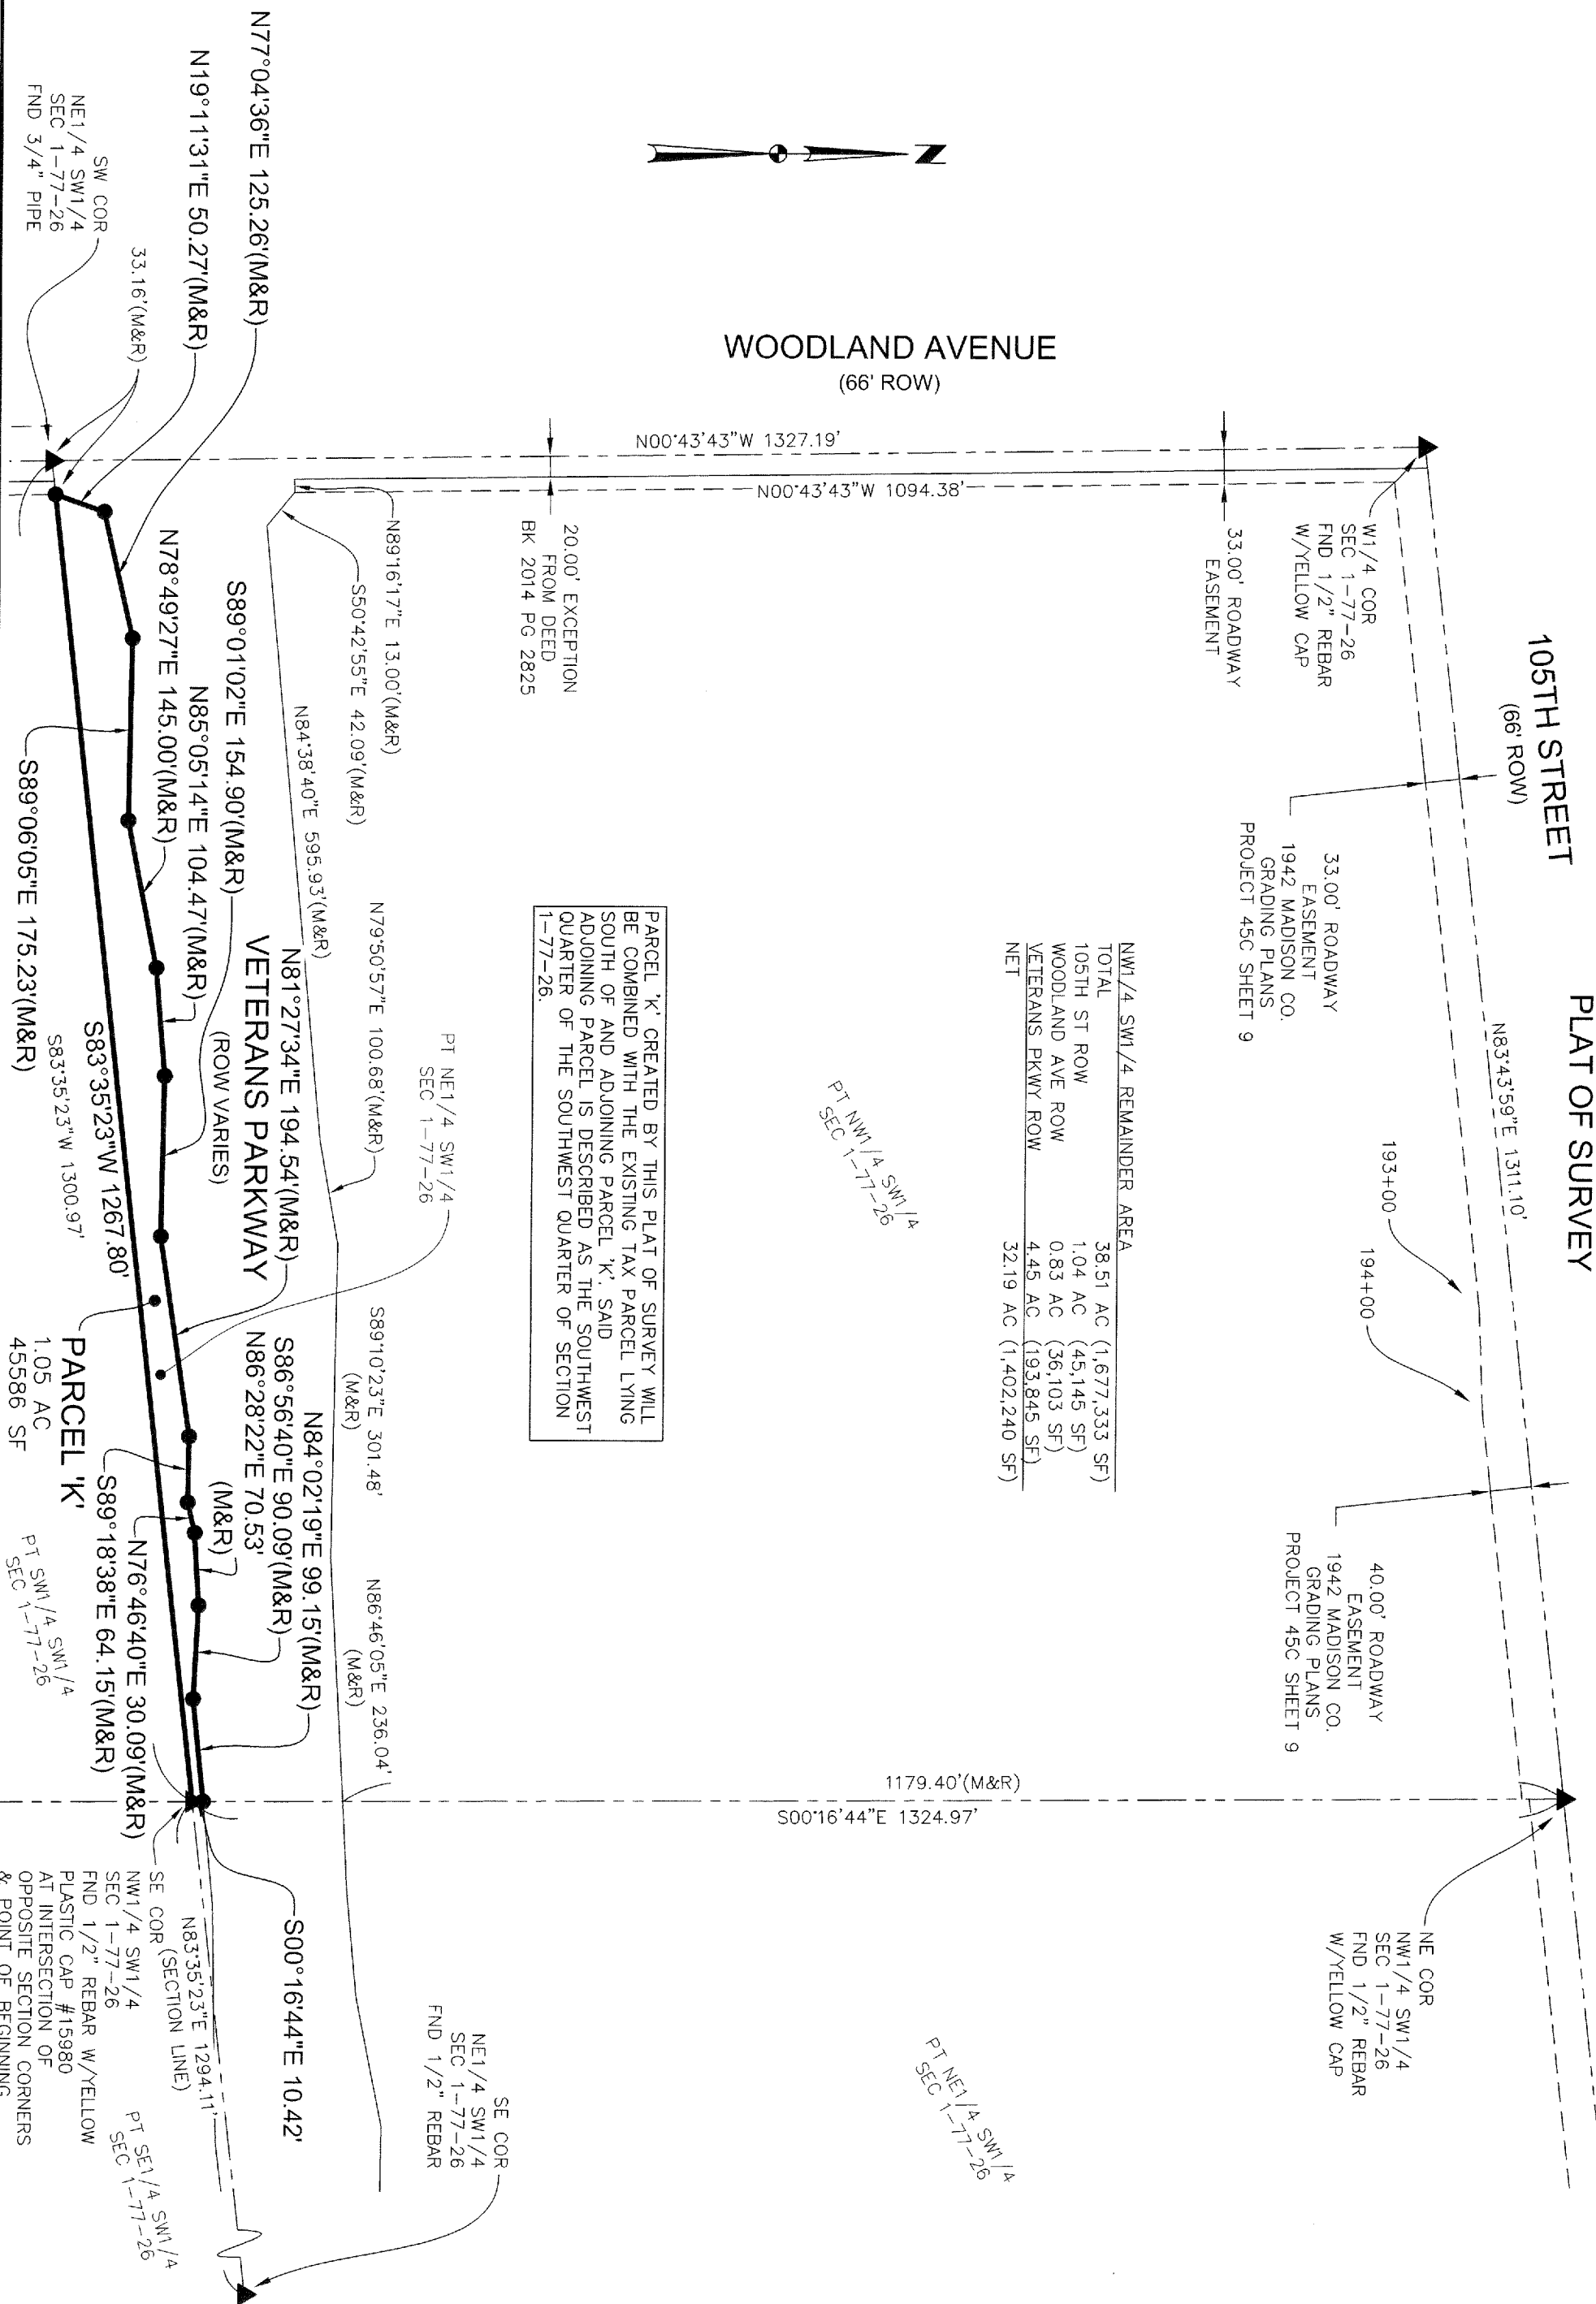 PLAT OF SURVEY
105TH STREET
(66' ROW)
N83°43'59"E 1311.10'
193+00
194+00
W1/4 COR
SEC 1-77-26
FND 1/2" REBAR
W/YELLOW CAP
33.00' ROADWAY
EASEMENT
1942 MADISON CO.
GRADING PLANS
PROJECT 45C SHEET 9
40.00' ROADWAY
EASEMENT
1942 MADISON CO.
GRADING PLANS
PROJECT 45C SHEET 9
NE COR
NW1/4 SW1/4
SEC 1-77-26
FND 1/2" REBAR
W/YELLOW CAP
33.00' ROADWAY
EASEMENT
Z
WOODLAND AVENUE
(66' ROW)
N00°43'43"W 1327.19'
N00°43'43"W 1094.38'
NW1/4 SW1/4 REMAINDER AREA
TOTAL 38.51 AC (1,677,333 SF)
105TH ST ROW 1.04 AC (45,145 SF)
WOODLAND AVE ROW 0.83 AC (36,103 SF)
VETERANS PKWY ROW 4.45 AC (193,845 SF)
NET 32.19 AC (1,402,240 SF)
1179.40'(M&R)
S00°16'44"E 1324.97'
PT NW1/4 SW1/4
SEC 1-77-26
PT NE1/4 SW1/4
SEC 1-77-26
20.00' EXCEPTION
FROM DEED
BK 2014 PG 2825
PARCEL 'K' CREATED BY THIS PLAT OF SURVEY WILL
BE COMBINED WITH THE EXISTING TAX PARCEL LYING
SOUTH OF AND ADJOINING PARCEL 'K'. SAID
ADJOINING PARCEL IS DESCRIBED AS THE SOUTHWEST
QUARTER OF THE SOUTHWEST QUARTER OF SECTION
1-77-26.
N89°16'17"E 13.00'(M&R)
S50°42'55"E 42.09'(M&R)
N84°38'40"E 595.93'(M&R)
N79°50'57"E 100.68'(M&R)
PT NE1/4 SW1/4
SEC 1-77-26
S89°10'23"E 301.48'
(M&R)
N86°46'05"E 236.04'
(M&R)
SE COR
NE1/4 SW1/4
SEC 1-77-26
FND 1/2" REBAR
N77°04'36"E 125.26'(M&R)
N19°11'31"E 50.27'(M&R)
33.16'(M&R)
SW COR
NE1/4 SW1/4
SEC 1-77-26
FND 3/4" PIPE
S89°01'02"E 154.90'(M&R)
N85°05'14"E 104.47'(M&R)
N78°49'27"E 145.00'(M&R)
S89°06'05"E 175.23'(M&R)
N81°27'34"E 194.54'(M&R)
VETERANS PARKWAY
(ROW VARIES)
S83°35'23"W 1267.80'
S83°35'23"W 1300.97'
N84°02'19"E 99.15'(M&R)
S86°56'40"E 90.09'(M&R)
N86°28'22"E 70.53'
(M&R)
N76°46'40"E 30.09'(M&R)
S89°18'38"E 64.15'(M&R)
PARCEL 'K'
1.05 AC
45586 SF
PT SW1/4 SW1/4
SEC 1-77-26
S00°16'44"E 10.42'
N83°35'23"E 1294.11'
(SECTION LINE)
SE COR
NW1/4 SW1/4
SEC 1-77-26
FND 1/2" REBAR W/YELLOW
PLASTIC CAP #15980
AT INTERSECTION OF
OPPOSITE SECTION CORNERS
& POINT OF BEGINNING
PT SE1/4 SW1/4
SEC 1-77-26